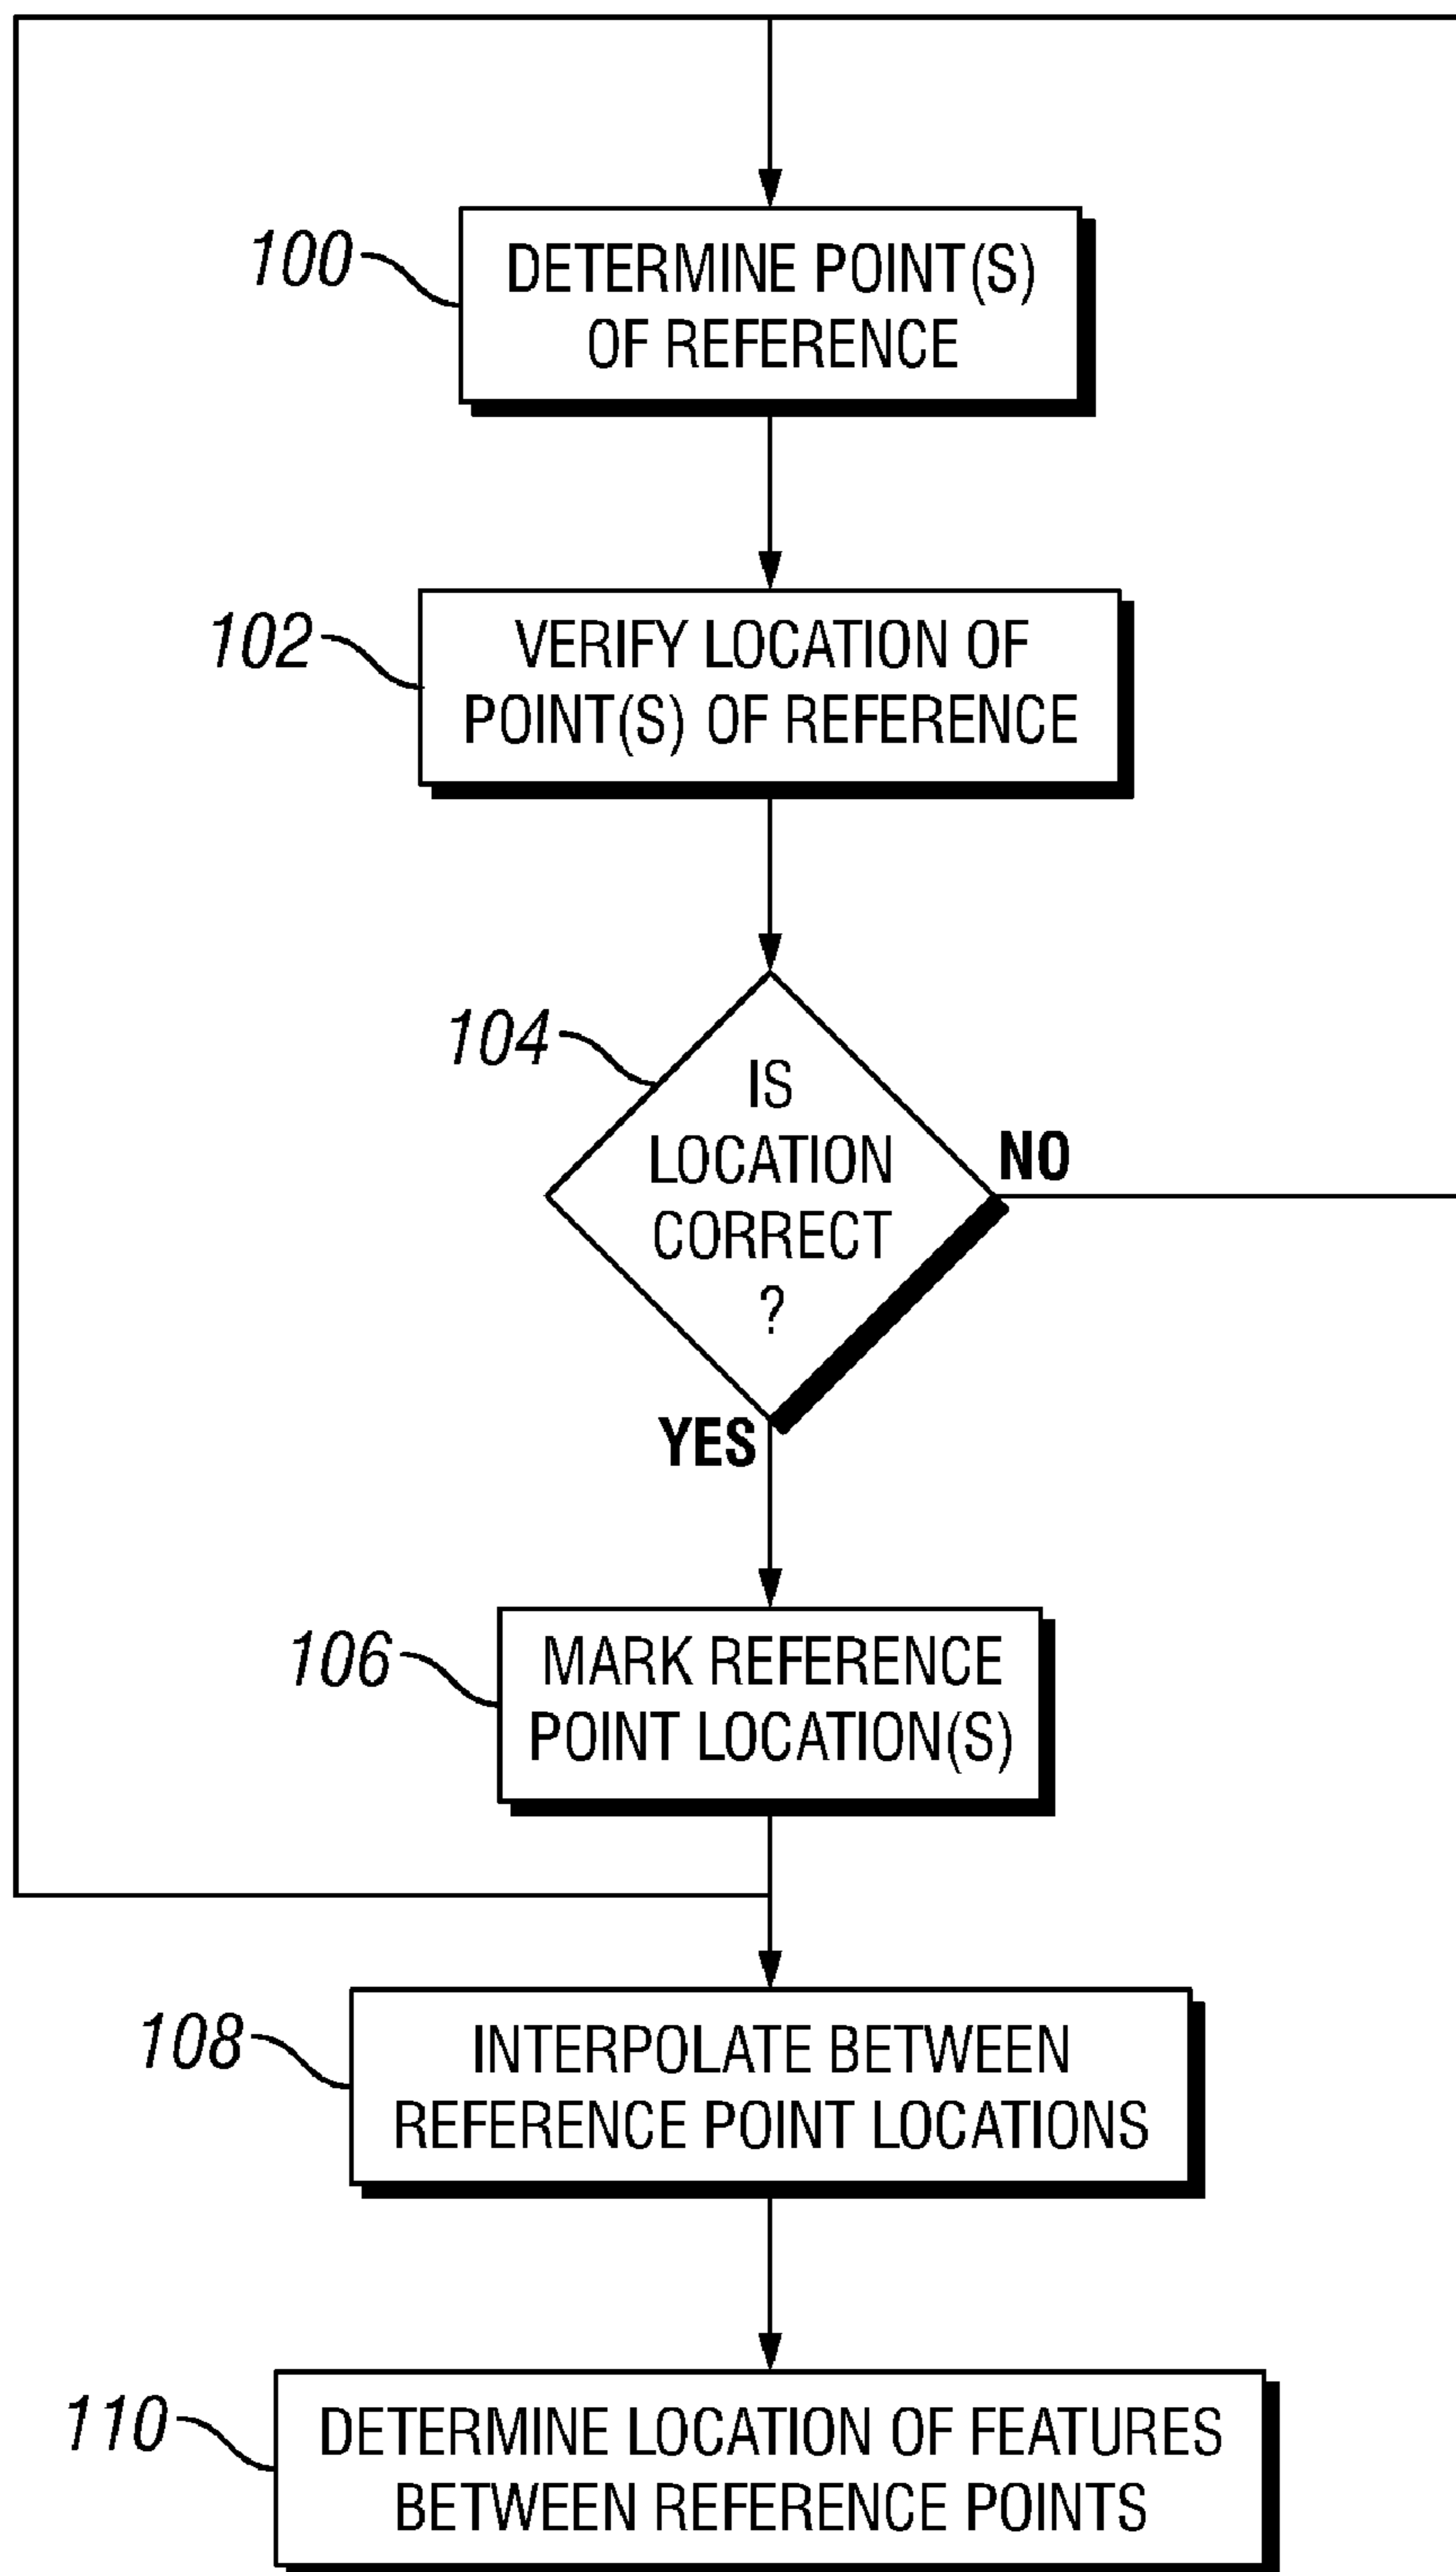 100
DETERMINE POINT(S)
OF REFERENCE
102
VERIFY LOCATION OF
POINT(S) OF REFERENCE
104
IS
LOCATION
CORRECT
?
NO
YES
106
MARK REFERENCE
POINT LOCATION(S)
108
INTERPOLATE BETWEEN
REFERENCE POINT LOCATIONS
110
DETERMINE LOCATION OF FEATURES
BETWEEN REFERENCE POINTS